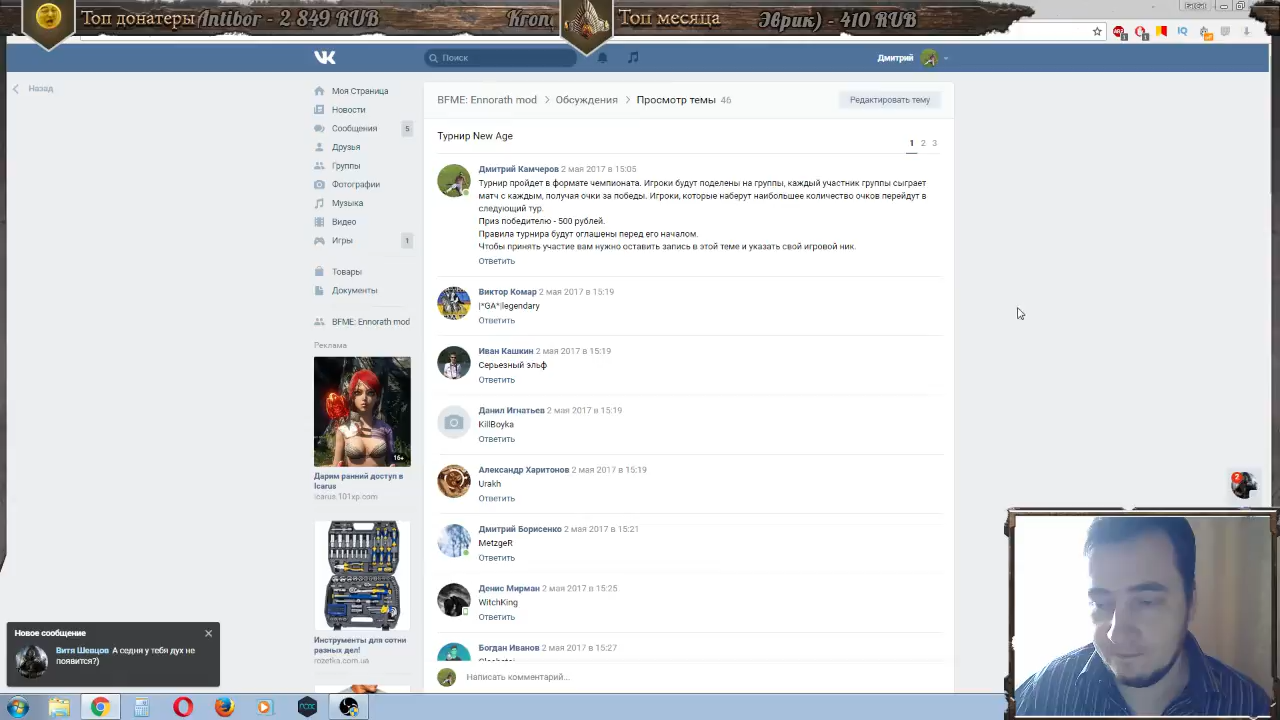 Топ донатеры
Antibor - 2 849 RUB
Kron
Топ месяца
Эврик) - 410 RUB
Поиск
Дмитрий
Назад
Моя Страница
Новости
Сообщения 5
Друзья
Группы
Фотографии
Музыка
Видео
Игры 1
Товары
Документы
BFME: Ennorath mod
Реклама
16+
Дарим ранний доступ в
Icarus
icarus.101xp.com
Инструменты для сотни
разных дел!
rozetka.com.ua
BFME: Ennorath mod > Обсуждения > Просмотр темы 46
Редактировать тему
Турнир New Age
1 2 3
Дмитрий Камчеров 2 мая 2017 в 15:05
Турнир пройдет в формате чемпионата. Игроки будут поделены на группы, каждый участник группы сыграет
матч с каждым, получая очки за победы. Игроки, которые наберут наибольшее количество очков перейдут в
следующий тур.
Приз победителю - 500 рублей.
Правила турнира будут оглашены перед его началом.
Чтобы принять участие вам нужно оставить запись в этой теме и указать свой игровой ник.
Ответить
Виктор Комар 2 мая 2017 в 15:19
|*GA*|legendary
Ответить
Иван Кашкин 2 мая 2017 в 15:19
Серьезный эльф
Ответить
Данил Игнатьев 2 мая 2017 в 15:19
KillBoyka
Ответить
Александр Харитонов 2 мая 2017 в 15:19
Urakh
Ответить
Дмитрий Борисенко 2 мая 2017 в 15:21
MetzgeR
Ответить
Денис Мирман 2 мая 2017 в 15:25
WitchKing
Ответить
Богдан Иванов 2 мая 2017 в 15:27
Написать комментарий...
2
Новое сообщение
Витя Шевцов А седня у тебя дух не
появится?)